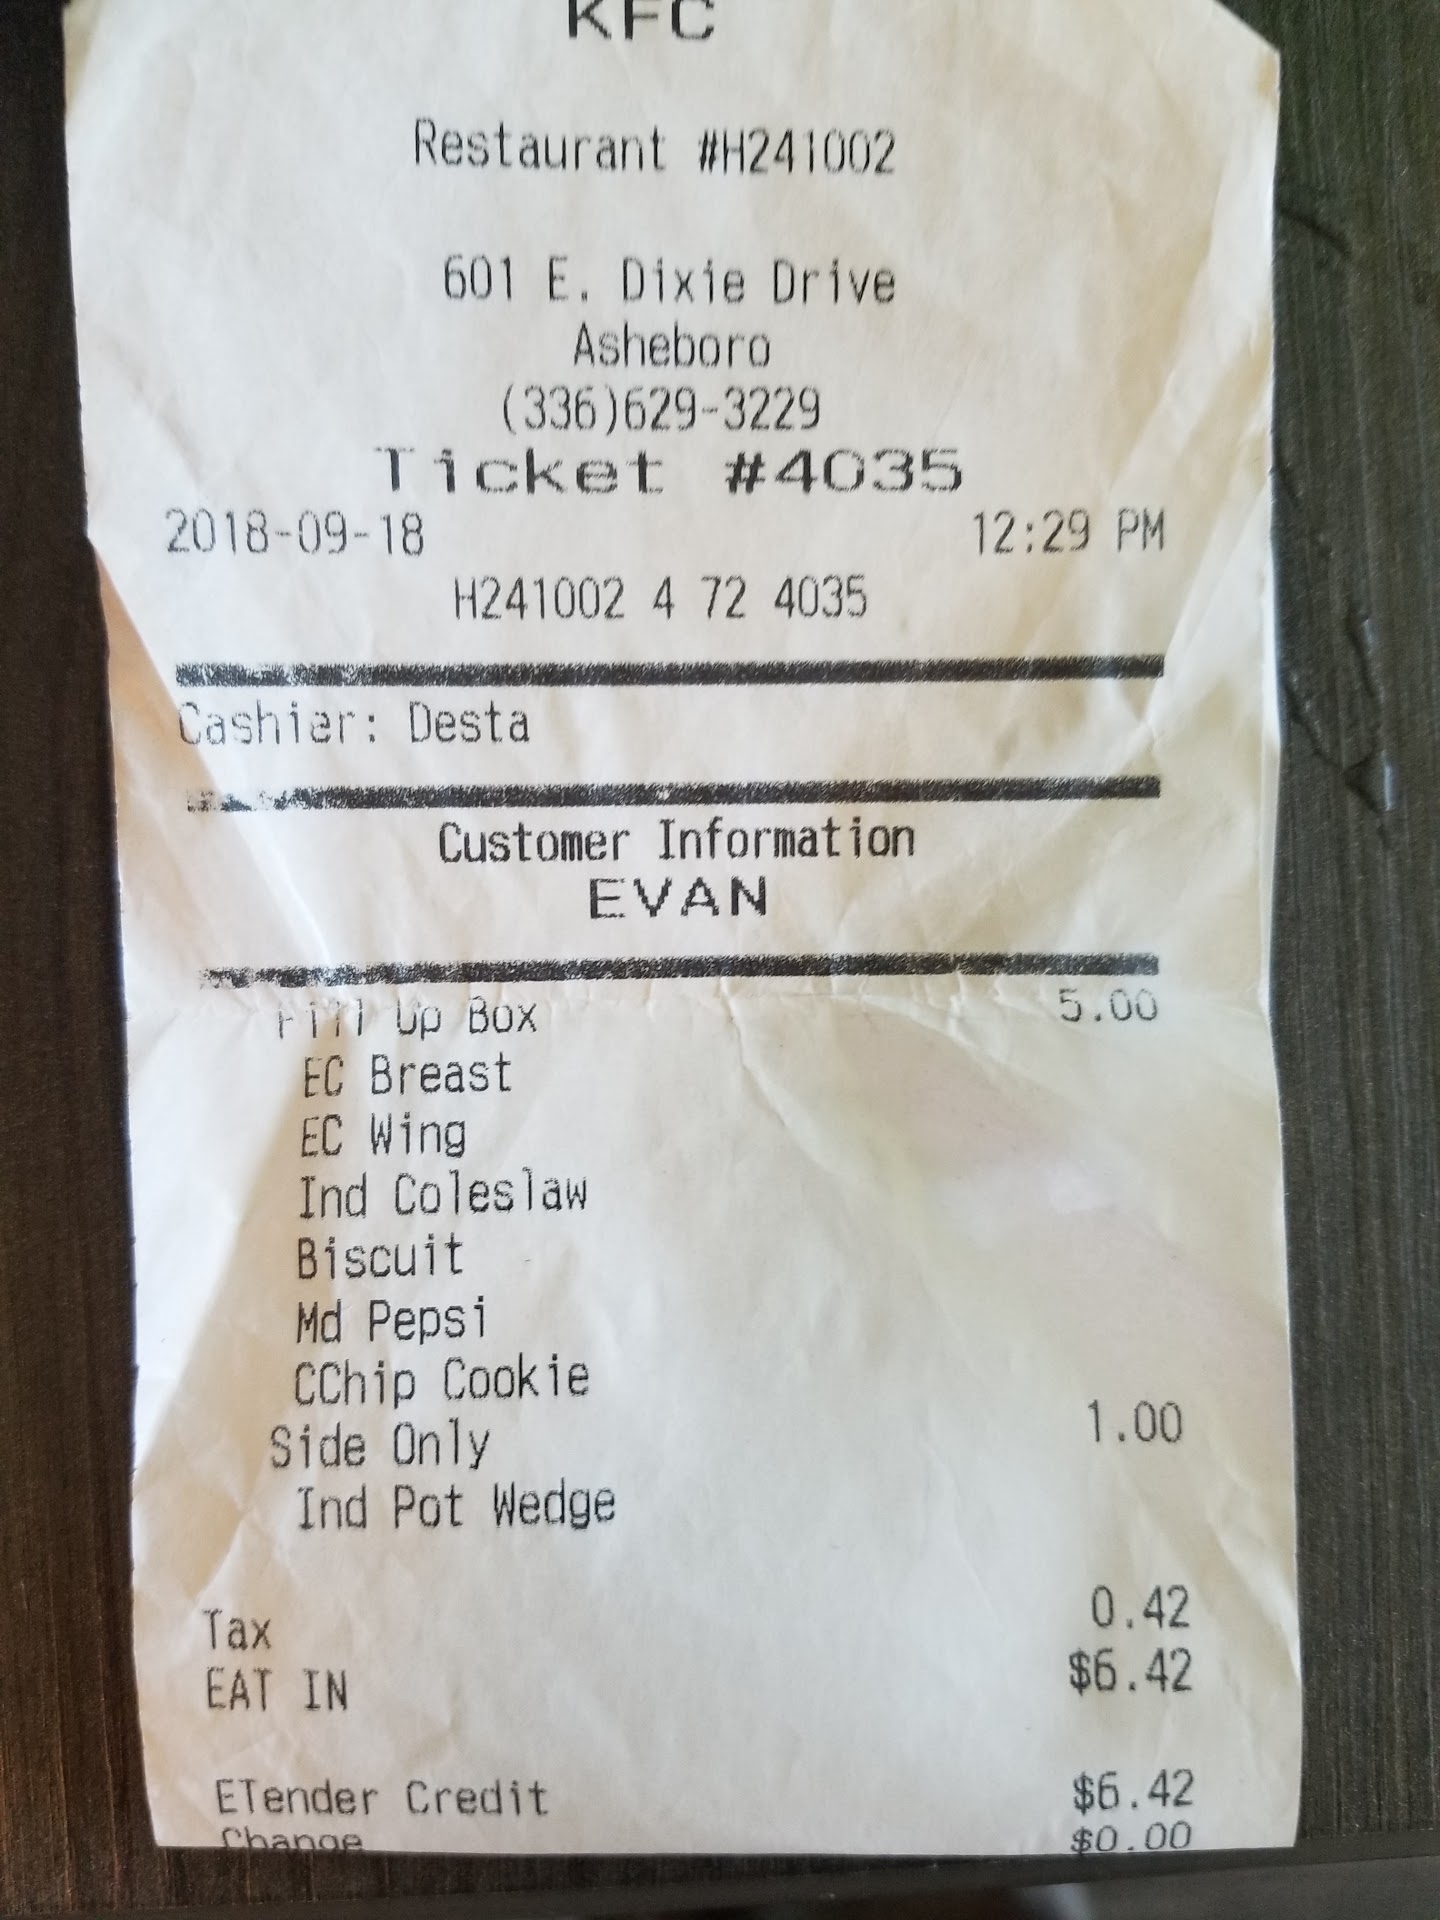 KFC
Restaurant #H241002
601 E. Dixie Drive
Asheboro
(336)629-3229
Ticket #4035
2018-09-18 12:29 PM
H241002 4 72 4035
Cashier: Desta
Customer Information
EVAN
Fill Up Box 5.00
EC Breast
EC Wing
Ind Coleslaw
Biscuit
Md Pepsi
CChip Cookie
Side Only 1.00
Ind Pot Wedge
Tax 0.42
EAT IN $6.42
ETender Credit $6.42
Change $0.00